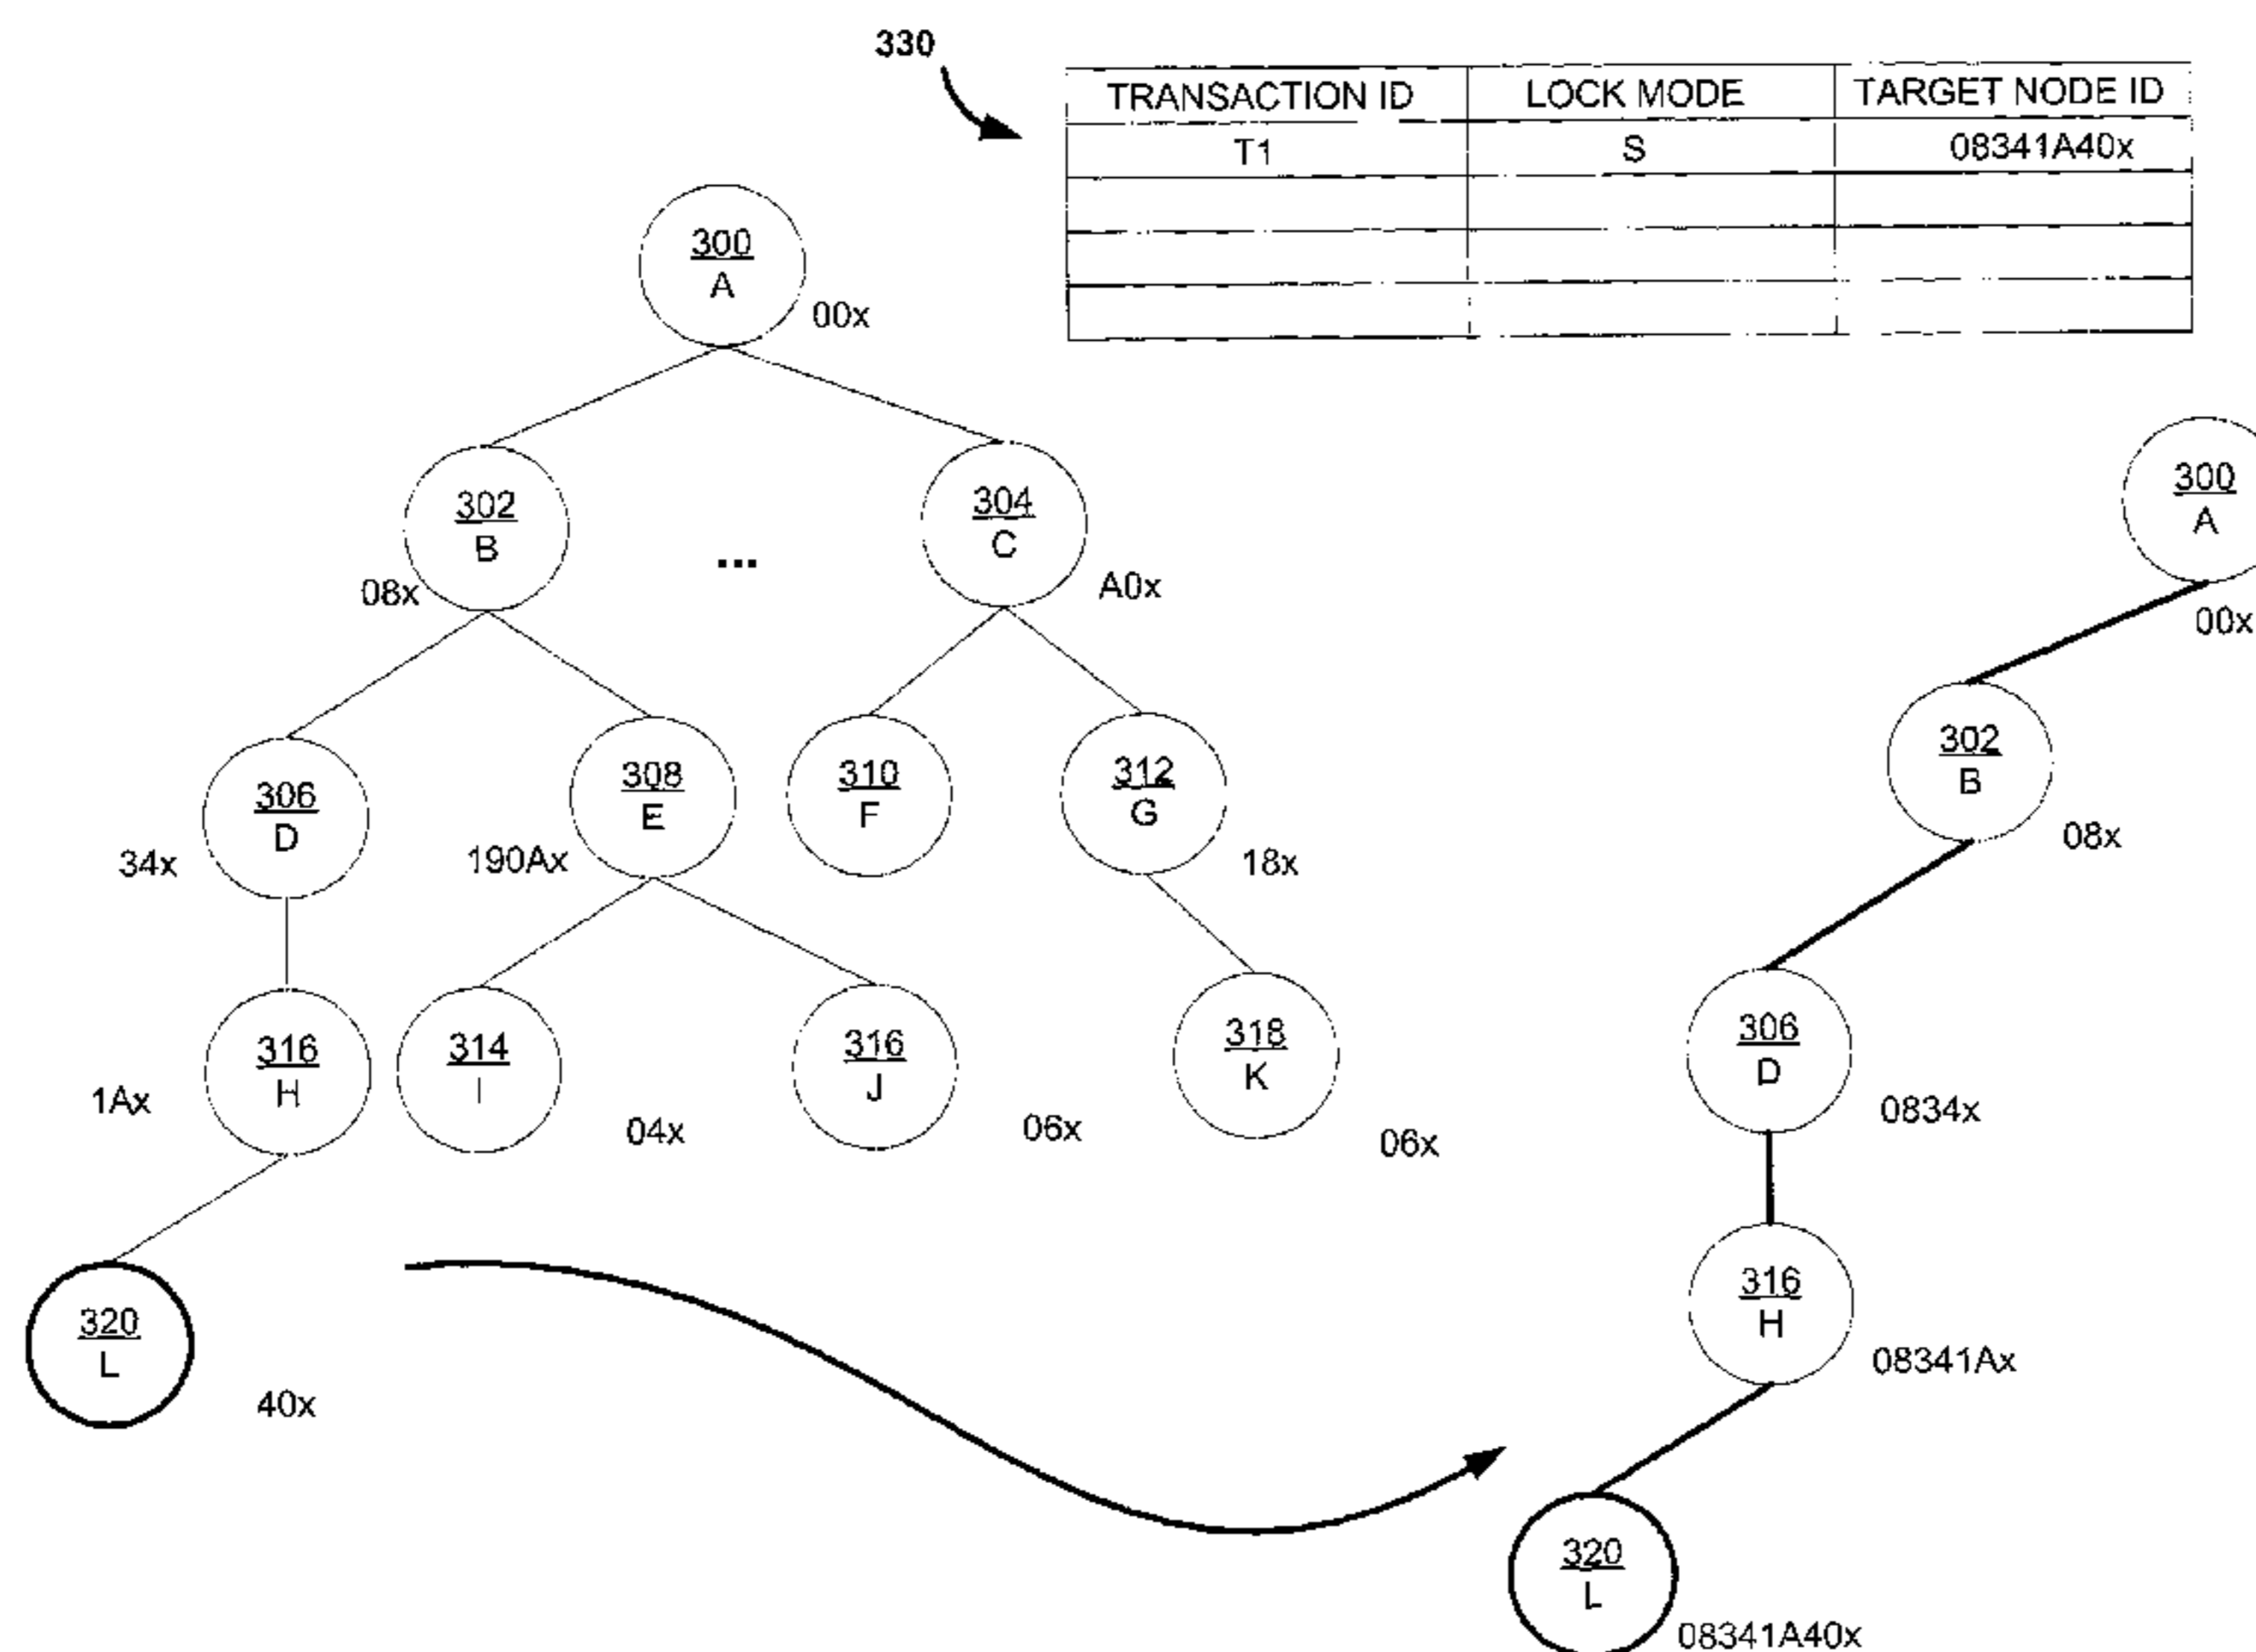 330
TRANSACTION ID LOCK MODE TARGET NODE ID
T1 S 08341A40x
300
A
00x
302
B
08x
...
304
C
A0x
306
D
34x
308
E
190Ax
310
F
312
G
18x
316
H
1Ax
314
I
04x
316
J
06x
318
K
06x
320
L
40x
300
A
00x
302
B
08x
306
D
0834x
316
H
08341Ax
320
L
08341A40x